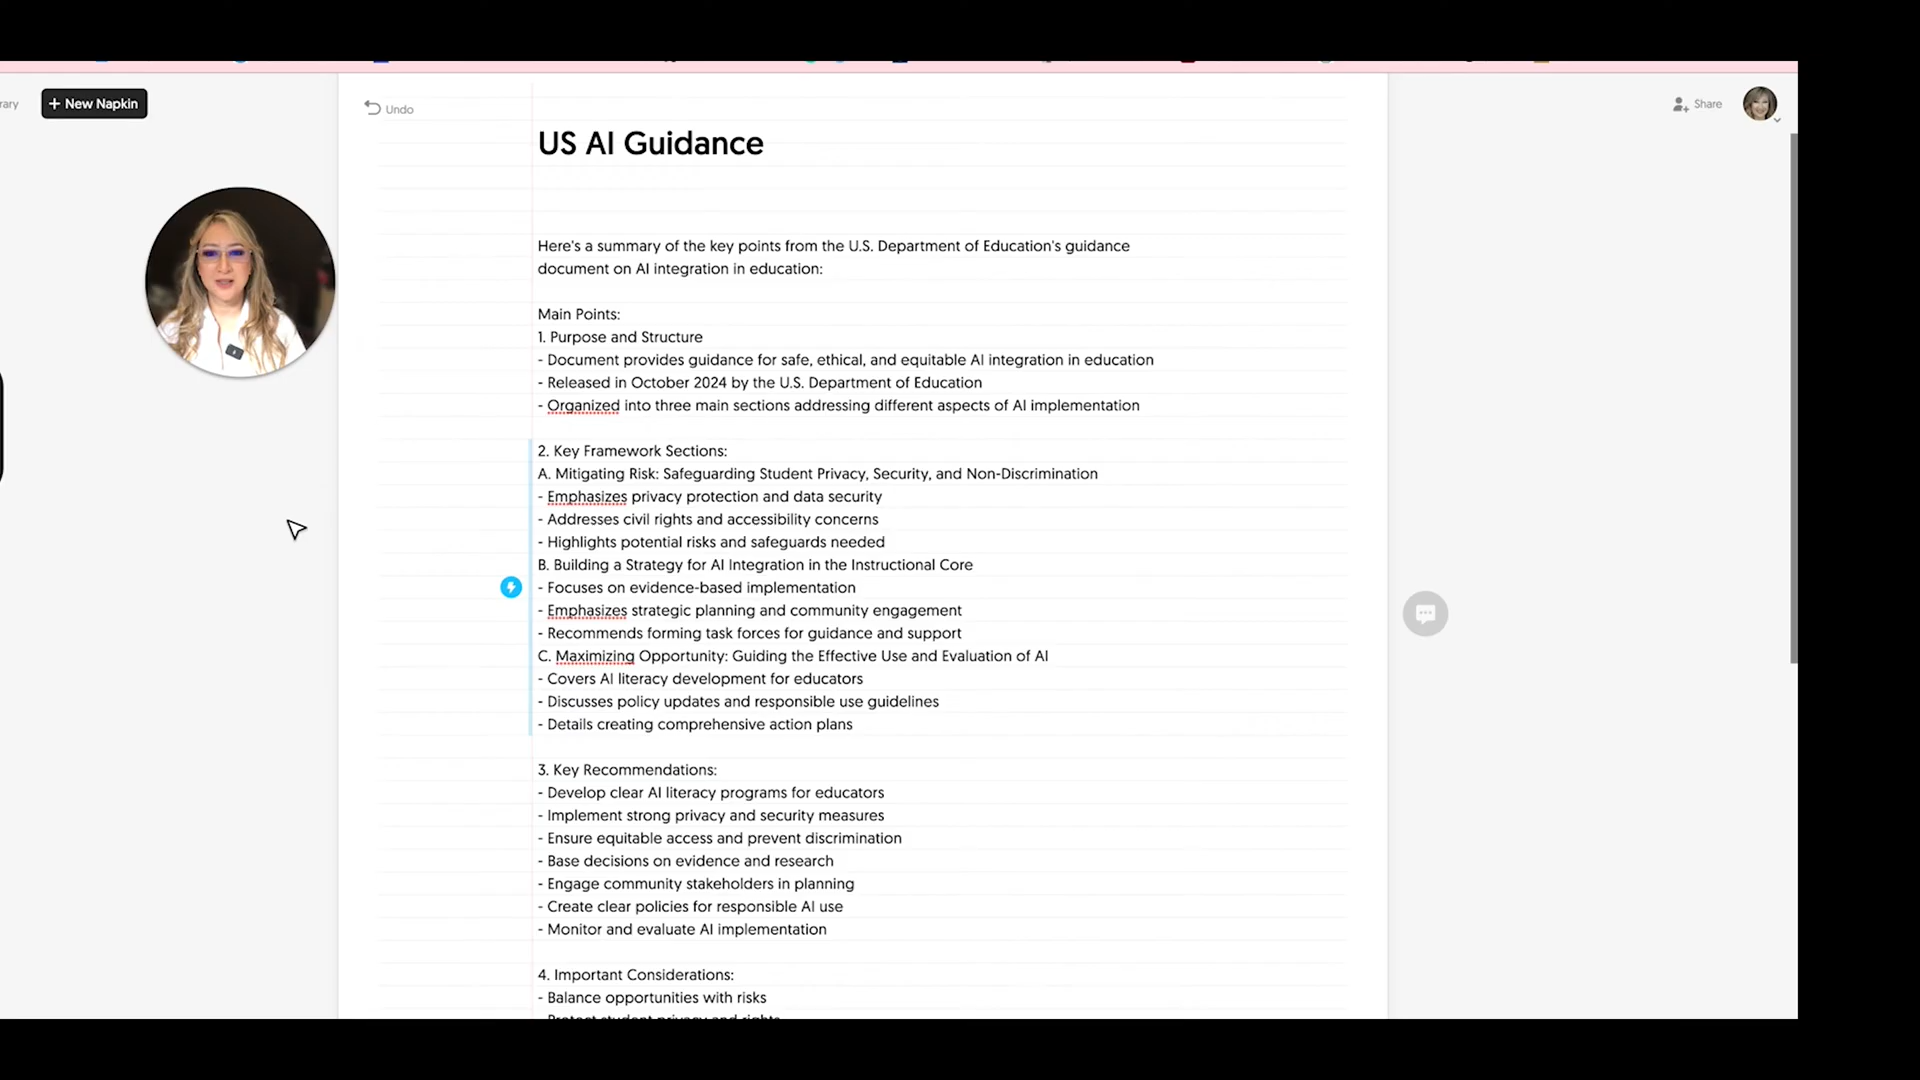 rary
+ New Napkin
Undo
Share
US AI Guidance
Here's a summary of the key points from the U.S. Department of Education's guidance
document on AI integration in education:
Main Points:
1. Purpose and Structure
- Document provides guidance for safe, ethical, and equitable AI integration in education
- Released in October 2024 by the U.S. Department of Education
- Organized into three main sections addressing different aspects of AI implementation
2. Key Framework Sections:
A. Mitigating Risk: Safeguarding Student Privacy, Security, and Non-Discrimination
- Emphasizes privacy protection and data security
- Addresses civil rights and accessibility concerns
- Highlights potential risks and safeguards needed
B. Building a Strategy for AI Integration in the Instructional Core
- Focuses on evidence-based implementation
- Emphasizes strategic planning and community engagement
- Recommends forming task forces for guidance and support
C. Maximizing Opportunity: Guiding the Effective Use and Evaluation of AI
- Covers AI literacy development for educators
- Discusses policy updates and responsible use guidelines
- Details creating comprehensive action plans
3. Key Recommendations:
- Develop clear AI literacy programs for educators
- Implement strong privacy and security measures
- Ensure equitable access and prevent discrimination
- Base decisions on evidence and research
- Engage community stakeholders in planning
- Create clear policies for responsible AI use
- Monitor and evaluate AI implementation
4. Important Considerations:
- Balance opportunities with risks
- Protect student privacy and rights